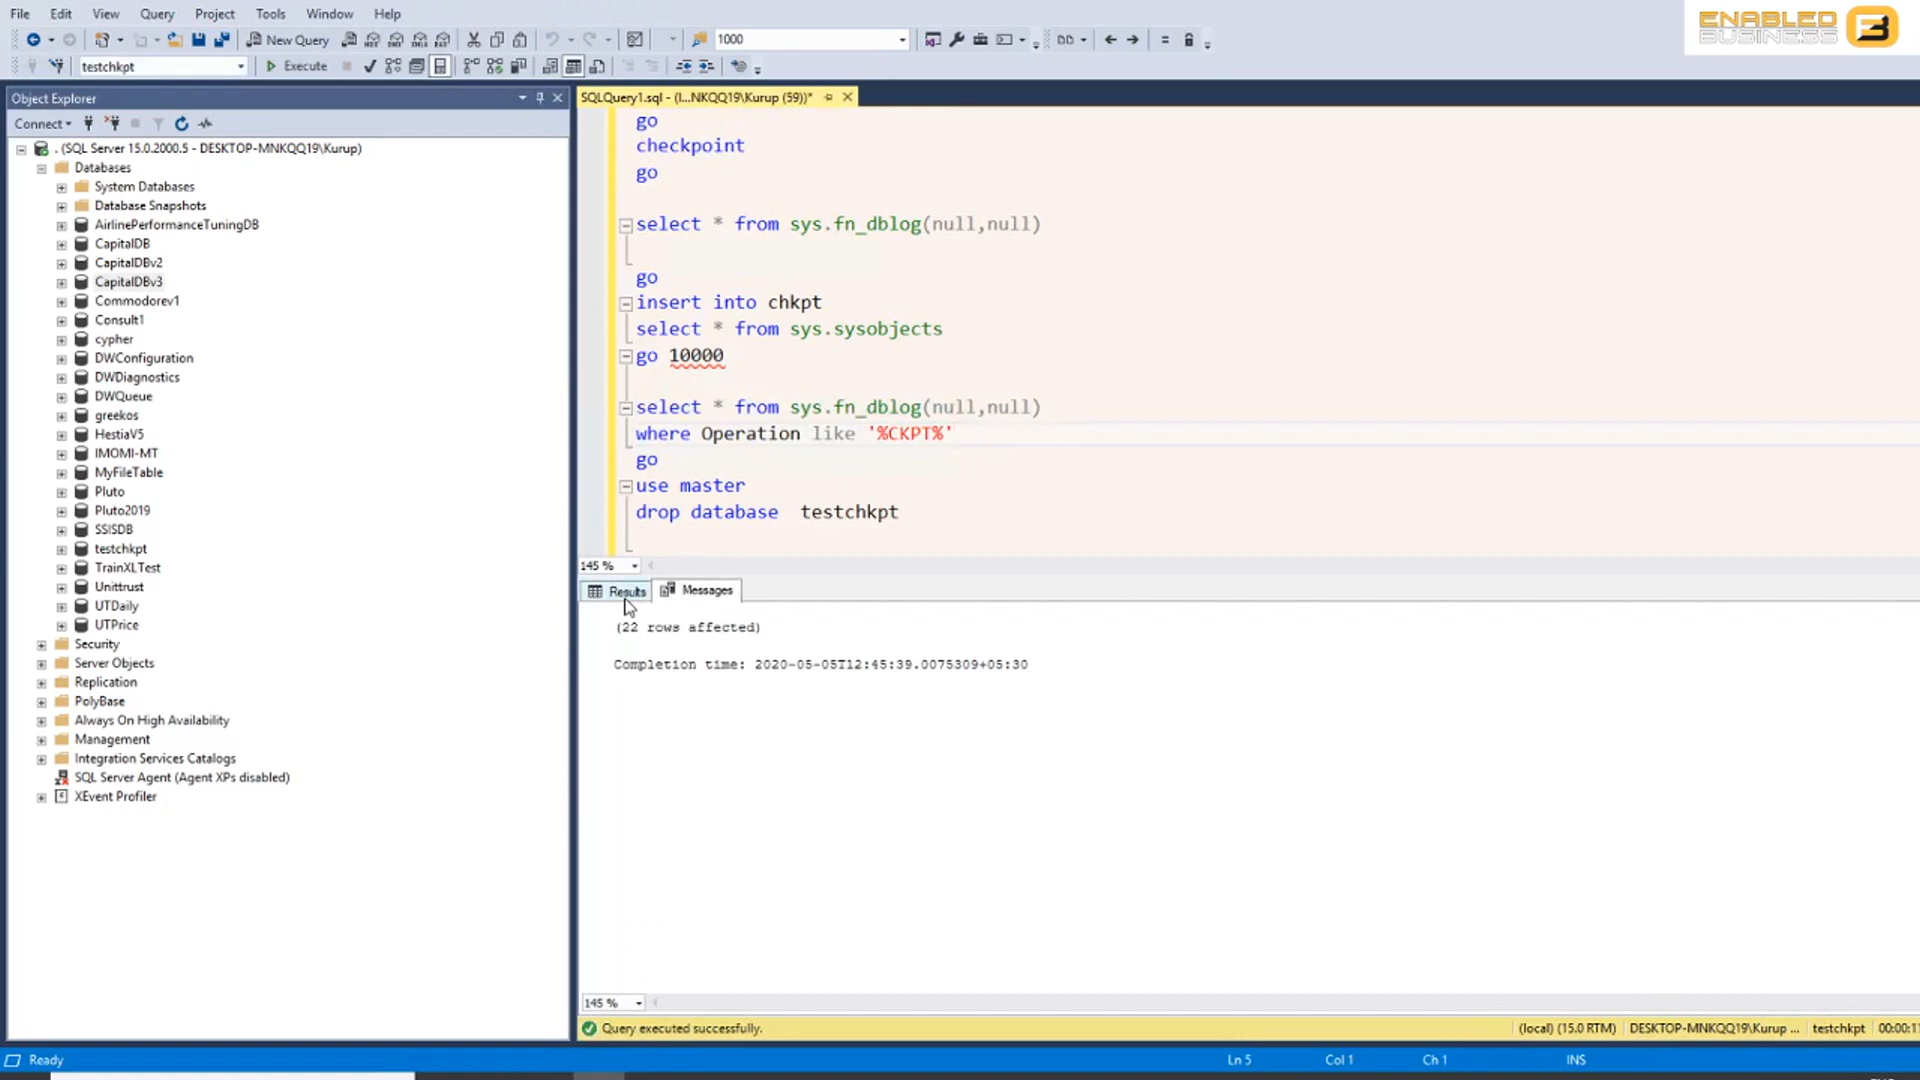 File Edit View Query Project Tools Window Help
ENABLED
BUSINESS
New Query
1000
DD
testchkpt
Execute
Object Explorer
SQLQuery1.sql - (l...NKQQ19\Kurup (59))*
Connect
. (SQL Server 15.0.2000.5 - DESKTOP-MNKQQ19\Kurup)
Databases
System Databases
Database Snapshots
AirlinePerformanceTuningDB
CapitalDB
CapitalDBv2
CapitalDBv3
Commodorev1
Consult1
cypher
DWConfiguration
DWDiagnostics
DWQueue
greekos
HestiaV5
IMOMI-MT
MyFileTable
Pluto
Pluto2019
SSISDB
testchkpt
TrainXLTest
Unittrust
UTDaily
UTPrice
Security
Server Objects
Replication
PolyBase
Always On High Availability
Management
Integration Services Catalogs
SQL Server Agent (Agent XPs disabled)
XEvent Profiler
go
checkpoint
go
select * from sys.fn_dblog(null,null)
go
insert into chkpt
select * from sys.sysobjects
go 10000
select * from sys.fn_dblog(null,null)
where Operation like '%CKPT%'
go
use master
drop database testchkpt
145 %
Results Messages
(22 rows affected)
Completion time: 2020-05-05T12:45:39.0075309+05:30
145 %
Query executed successfully.
(local) (15.0 RTM) DESKTOP-MNKQQ19\Kurup ... testchkpt 00:00:1
Ready
Ln 5 Col 1 Ch 1 INS